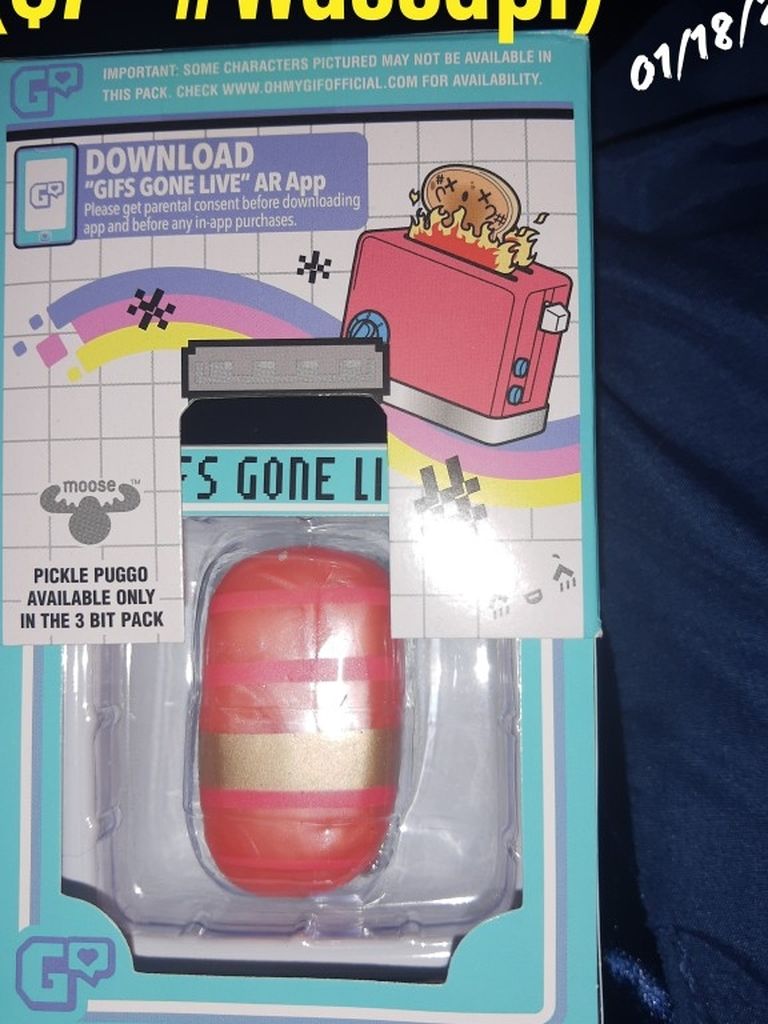 01/18/
IMPORTANT: SOME CHARACTERS PICTURED MAY NOT BE AVAILABLE IN
THIS PACK. CHECK WWW.OHMYGIFOFFICIAL.COM FOR AVAILABILITY.
DOWNLOAD
"GIFS GONE LIVE" AR App
Please get parental consent before downloading
app and before any in-app purchases.
FS GONE LI
moose™
PICKLE PUGGO
AVAILABLE ONLY
IN THE 3 BIT PACK